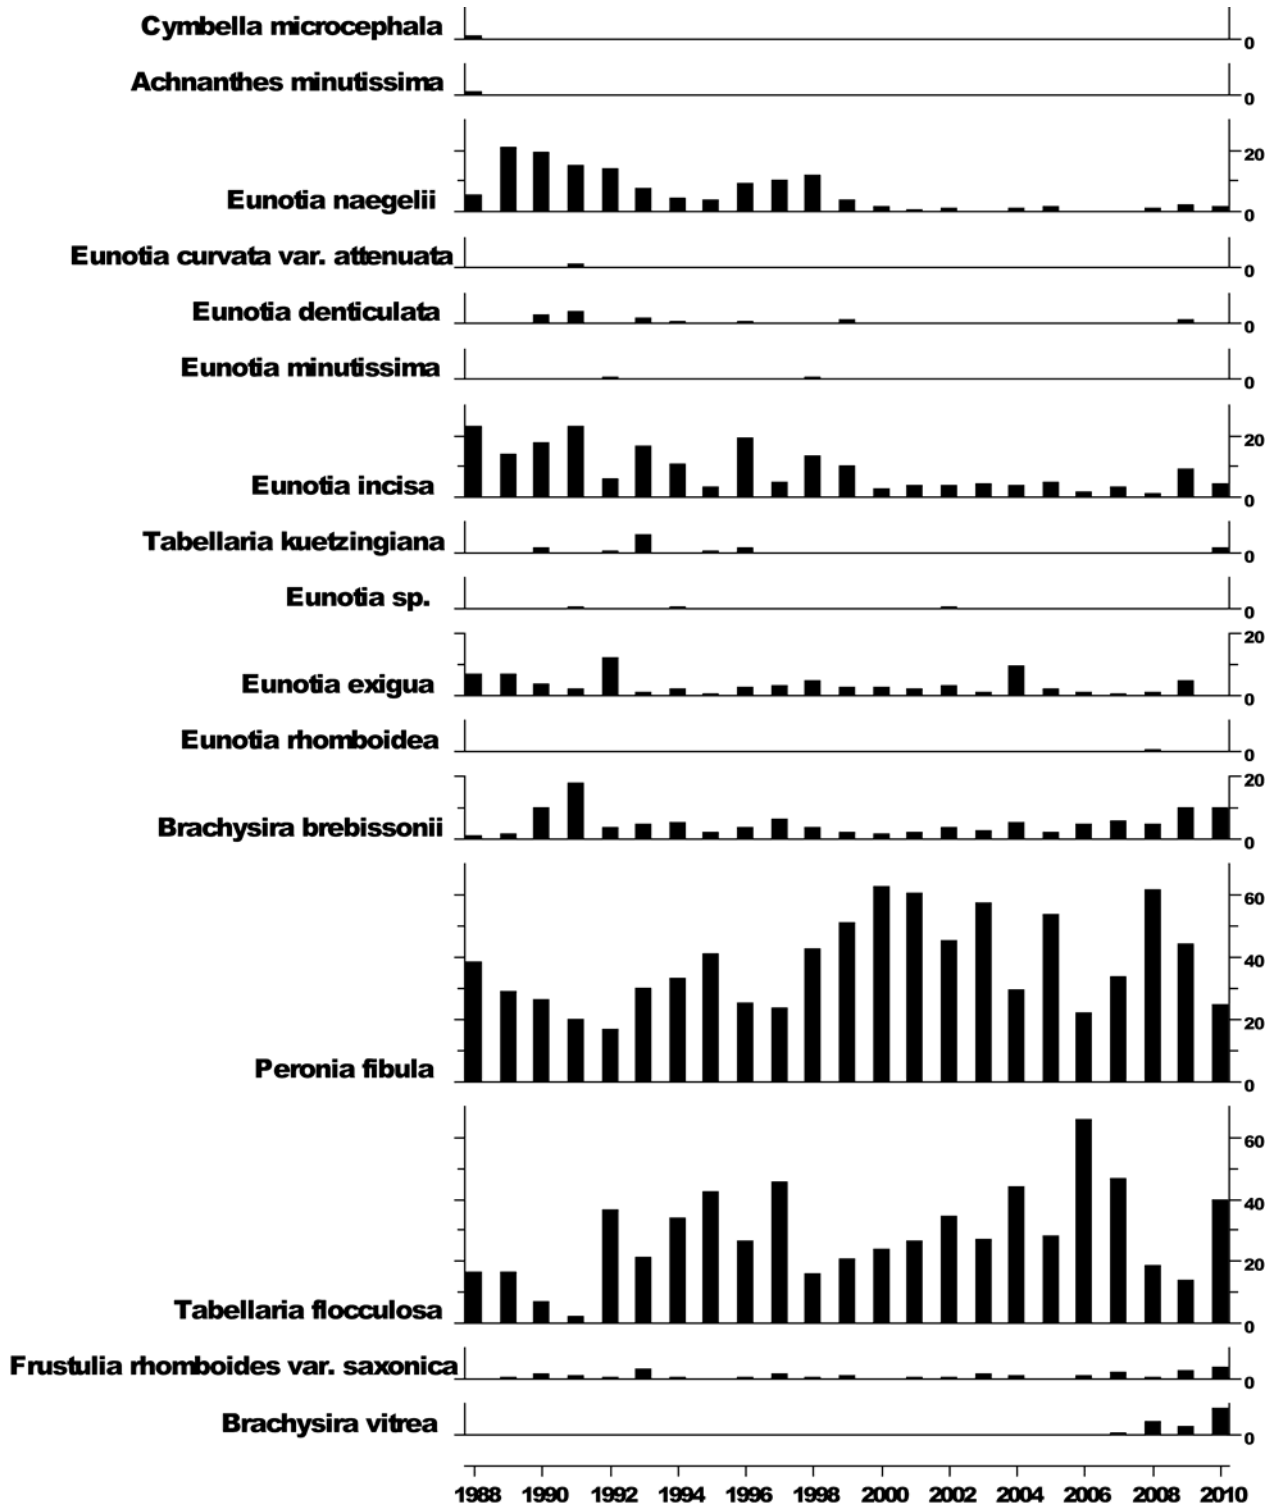 Cymbella microcephala
0
Achnanthes minutissima
0
20
Eunotia naegelii
0
Eunotia curvata var. attenuata
0
Eunotia denticulata
0
Eunotia minutissima
0
20
Eunotia incisa
0
Tabellaria kuetzingiana
0
Eunotia sp.
0
20
Eunotia exigua
0
Eunotia rhomboidea
0
20
Brachysira brebissonii
0
60
40
20
Peronia fibula
0
60
40
20
Tabellaria flocculosa
0
Frustulia rhomboides var. saxonica
0
Brachysira vitrea
0
1988 1990 1992 1994 1996 1998 2000 2002 2004 2006 2008 2010